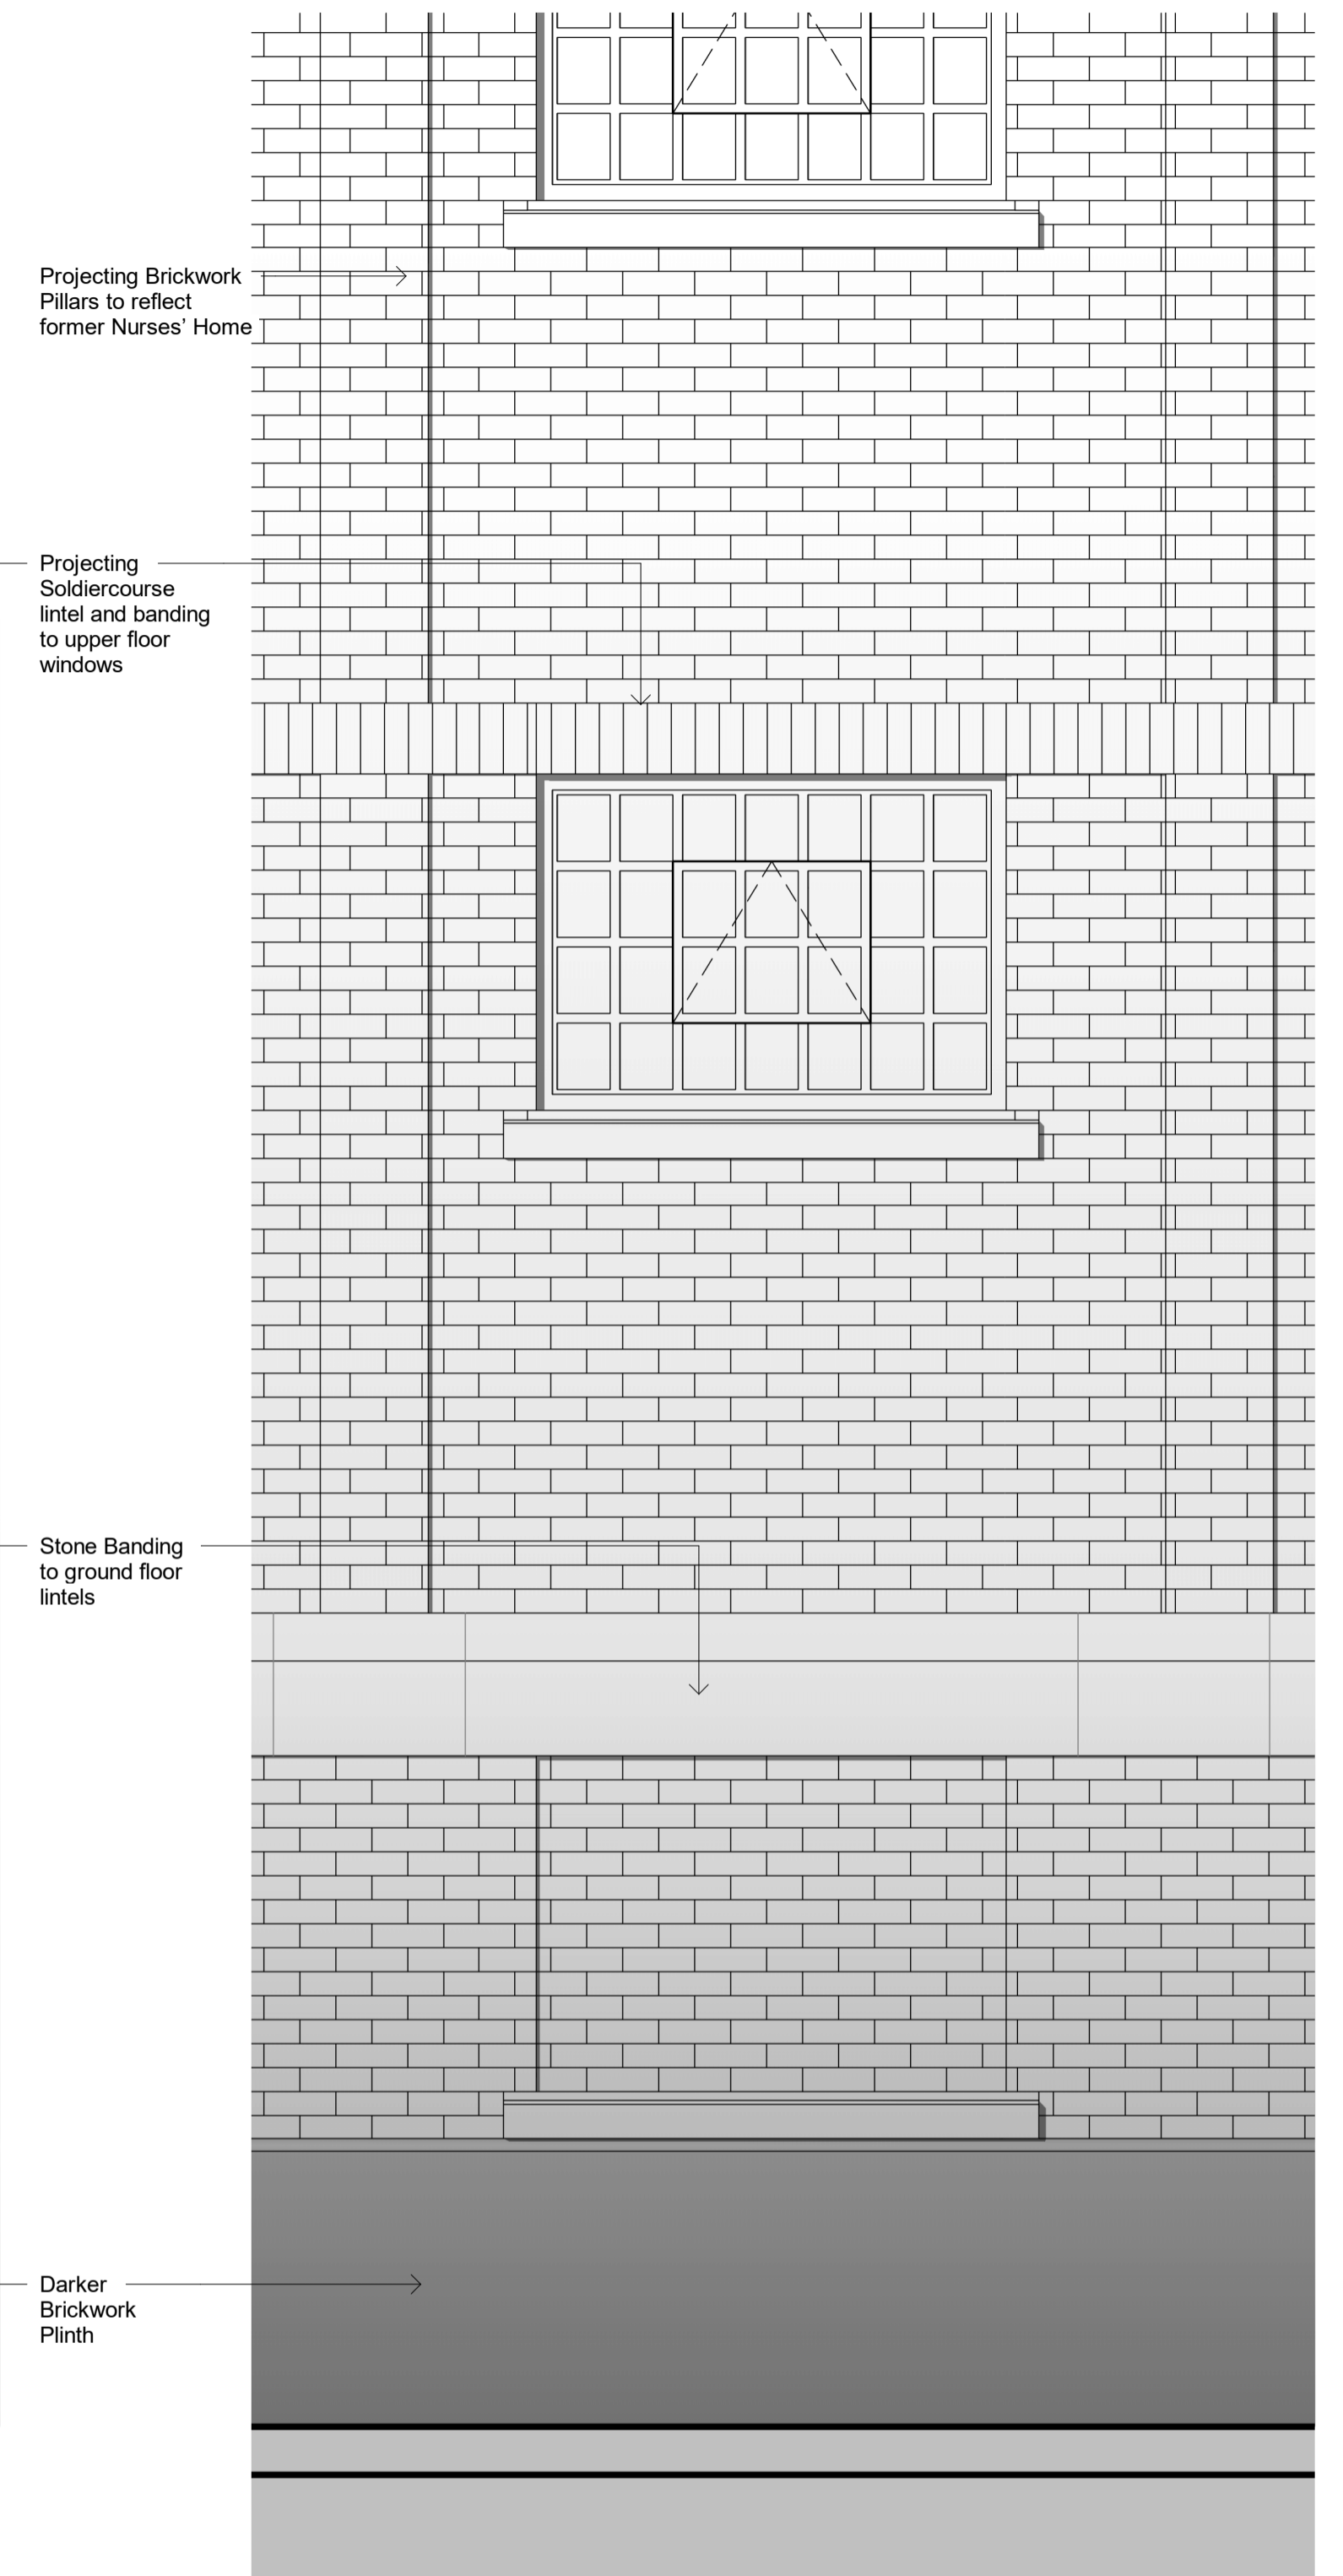 Projecting Brickwork
Pillars to reflect
former Nurses’ Home
Projecting
Soldiercourse
lintel and banding
to upper floor
windows
Stone Banding
to ground floor
lintels
Darker
Brickwork
Plinth